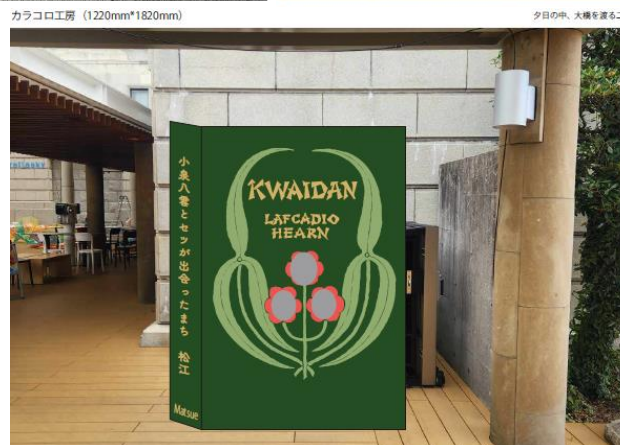 カラコロ工房（1220mm*1820mm）
夕日の中、大橋を渡るこ
小泉八雲とセツが出会ったまち 松江
Matsue
KWAIDAN
LAFCADIO
HEARN